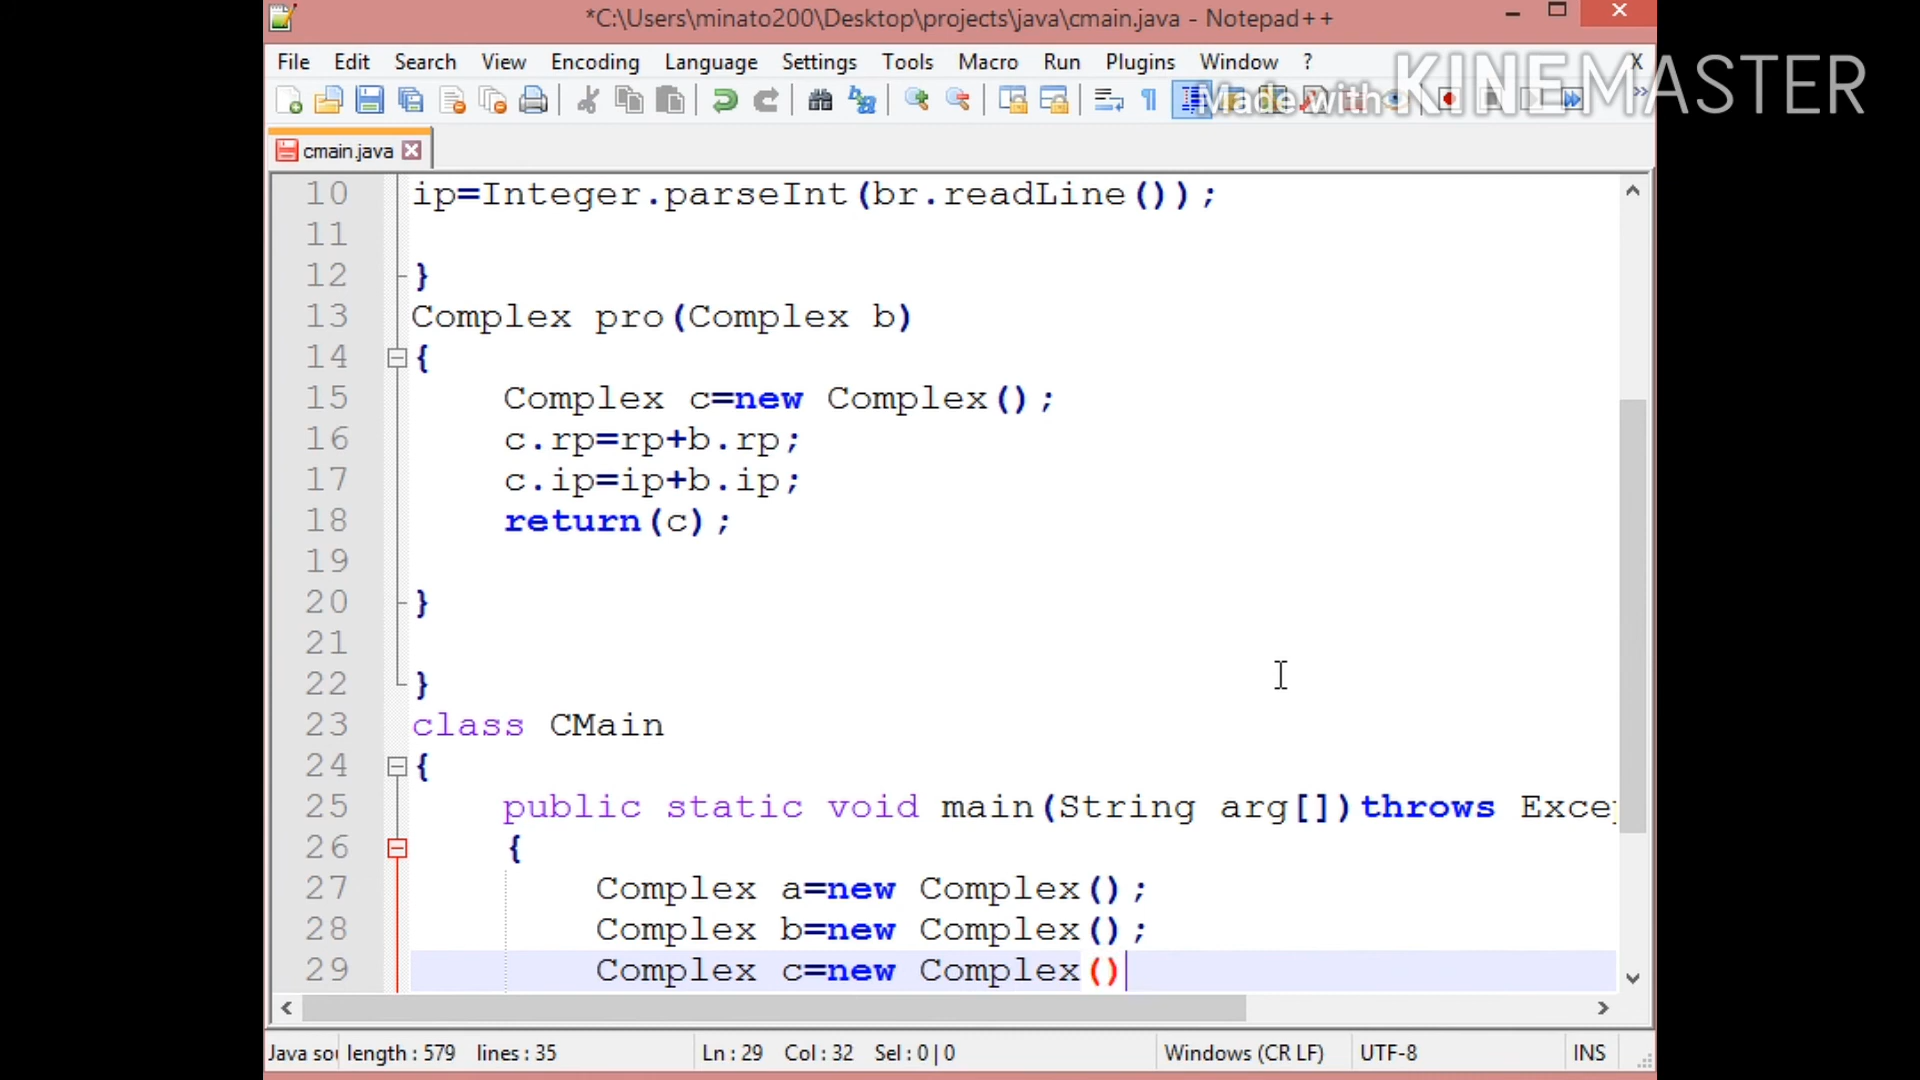 *C:\Users\minato200\Desktop\projects\java\cmain.java - Notepad++
File Edit Search View Encoding Language Settings Tools Macro Run Plugins Window ? X
Made with KINEMASTER
cmain.java
10 ip=Integer.parseInt(br.readLine());
11
12 }
13 Complex pro(Complex b)
14 {
15 Complex c=new Complex();
16 c.rp=rp+b.rp;
17 c.ip=ip+b.ip;
18 return(c);
19
20 }
21
22 }
23 class CMain
24 {
25 public static void main(String arg[])throws Excep
26 {
27 Complex a=new Complex();
28 Complex b=new Complex();
29 Complex c=new Complex()
Java sou length : 579 lines : 35 Ln : 29 Col : 32 Sel : 0 | 0 Windows (CR LF) UTF-8 INS